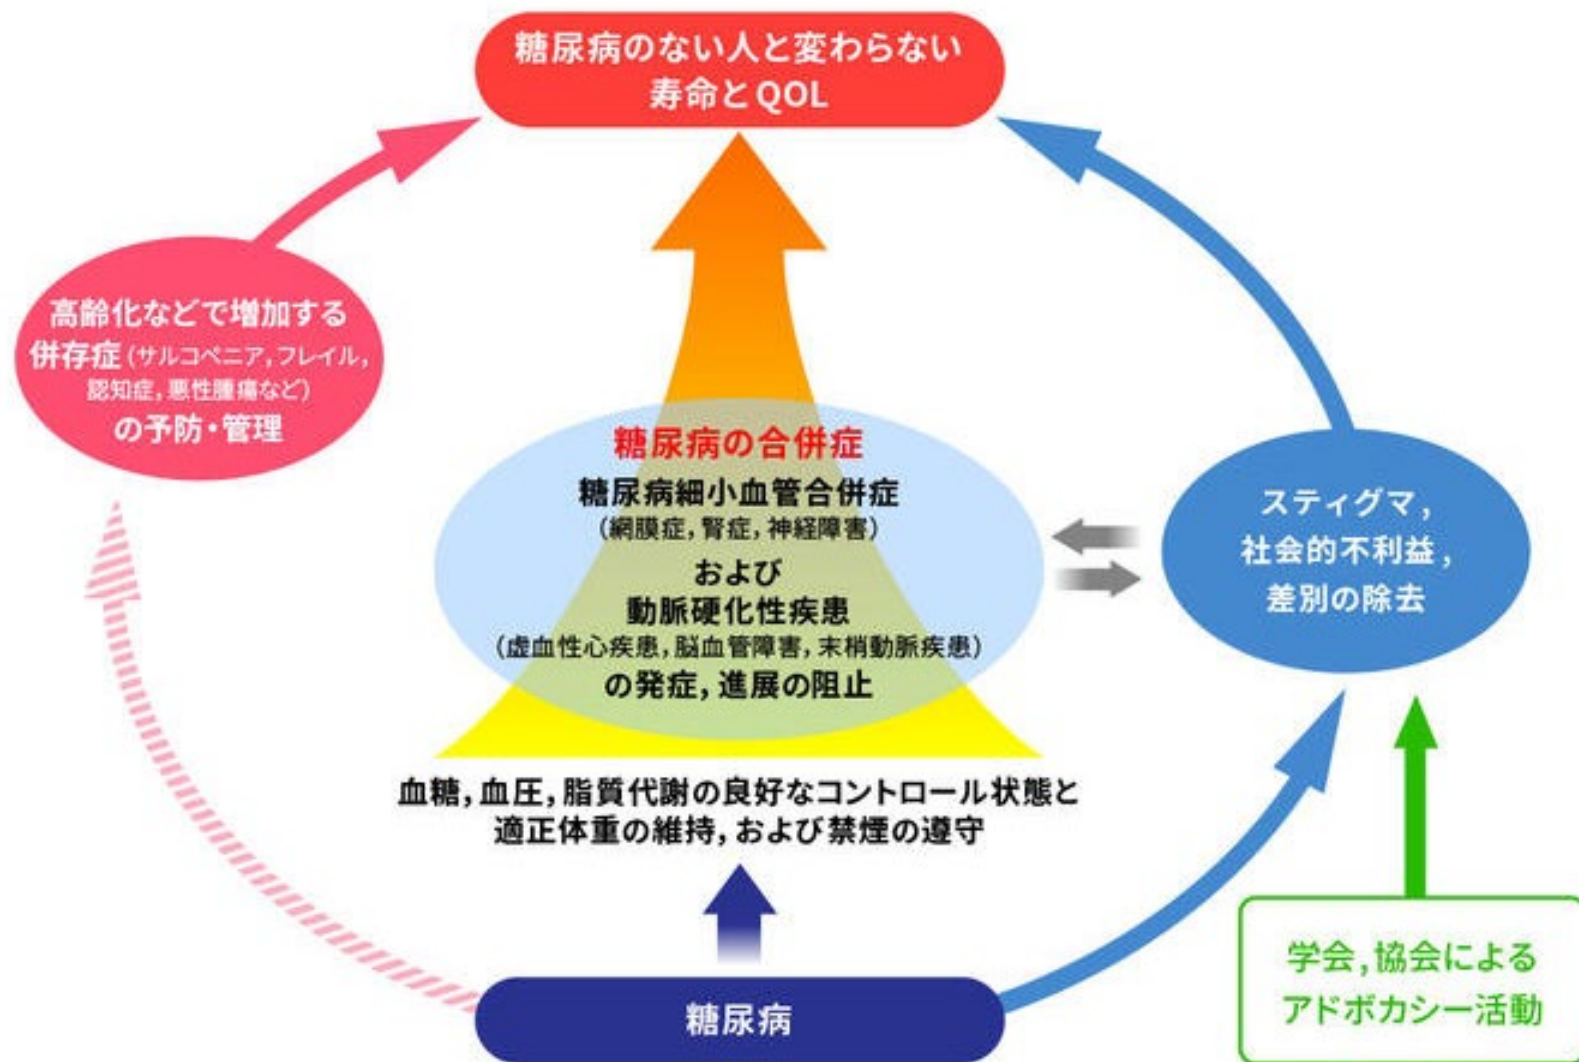 糖尿病のない人と変わらない
寿命とQOL
高齢化などで増加する
併存症(サルコペニア,フレイル,
認知症,悪性腫瘍など)
の予防・管理
糖尿病の合併症
糖尿病細小血管合併症
(網膜症,腎症,神経障害)
および
動脈硬化性疾患
(虚血性心疾患,脳血管障害,末梢動脈疾患)
の発症,進展の阻止
スティグマ,
社会的不利益,
差別の除去
血糖,血圧,脂質代謝の良好なコントロール状態と
適正体重の維持,および禁煙の遵守
糖尿病
学会,協会による
アドボカシー活動